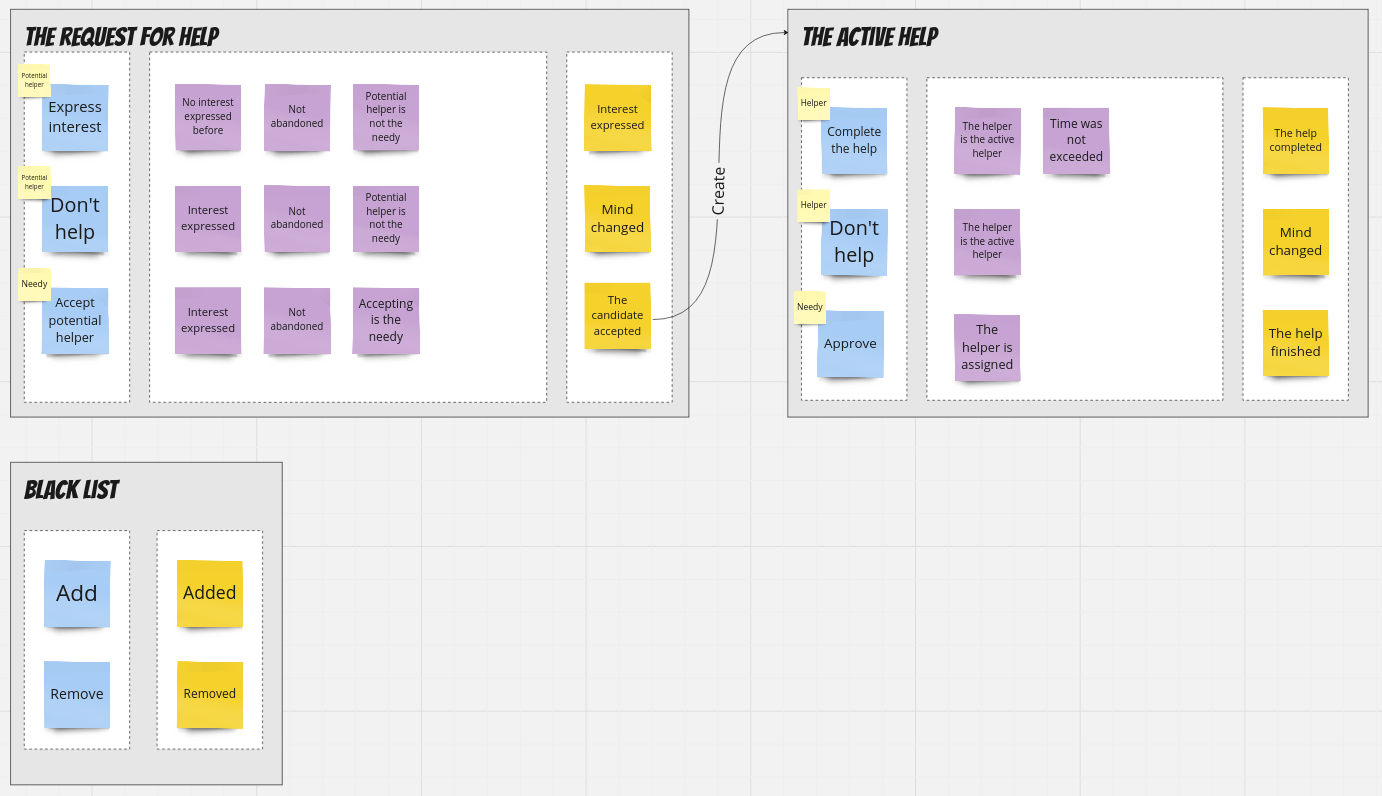 THE REQUEST FOR HELP
Potential
helper
Express
interest
No interest
expressed
before
Not
abandoned
Potential
helper is
not the
needy
Interest
expressed
Potential
helper
Don't
help
Interest
expressed
Not
abandoned
Potential
helper is
not the
needy
Mind
changed
Needy
Accept
potential
helper
Interest
expressed
Not
abandoned
Accepting
is the
needy
The
candidate
accepted
Create
THE ACTIVE HELP
Helper
Complete
the help
The helper
is the active
helper
Time was
not
exceeded
The help
completed
Helper
Don't
help
The helper
is the active
helper
Mind
changed
Needy
Approve
The
helper is
assigned
The help
finished
BLACK LIST
Add
Added
Remove
Removed